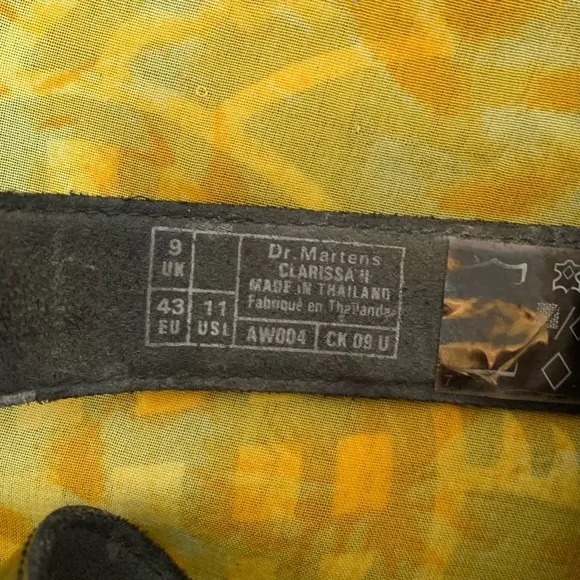 9
UK
43
EU
11
USL
Dr. Martens
CLARISSA II
MADE IN THAILAND
Fabriqué en Thaïlande
AW004
CK 09 U